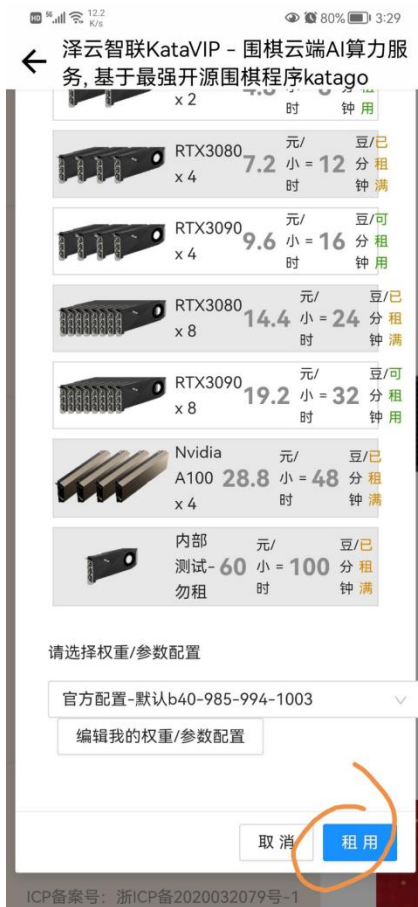 HD 5G 12.2 K/s 80% 3:29
泽云智联KataVIP – 围棋云端AI算力服
务, 基于最强开源围棋程序katago
x 2 时 钟 用
RTX3080 x 4 7.2 元/小时 = 12 豆/分钟 已租满
RTX3090 x 4 9.6 元/小时 = 16 豆/分钟 可租用
RTX3080 x 8 14.4 元/小时 = 24 豆/分钟 已租满
RTX3090 x 8 19.2 元/小时 = 32 豆/分钟 可租用
Nvidia A100 x 4 28.8 元/小时 = 48 豆/分钟 已租满
内部测试-勿租 60 元/小时 = 100 豆/分钟 已租满
请选择权重/参数配置
官方配置-默认b40-985-994-1003
编辑我的权重/参数配置
取 消
租 用
ICP备案号：浙ICP备2020032079号-1